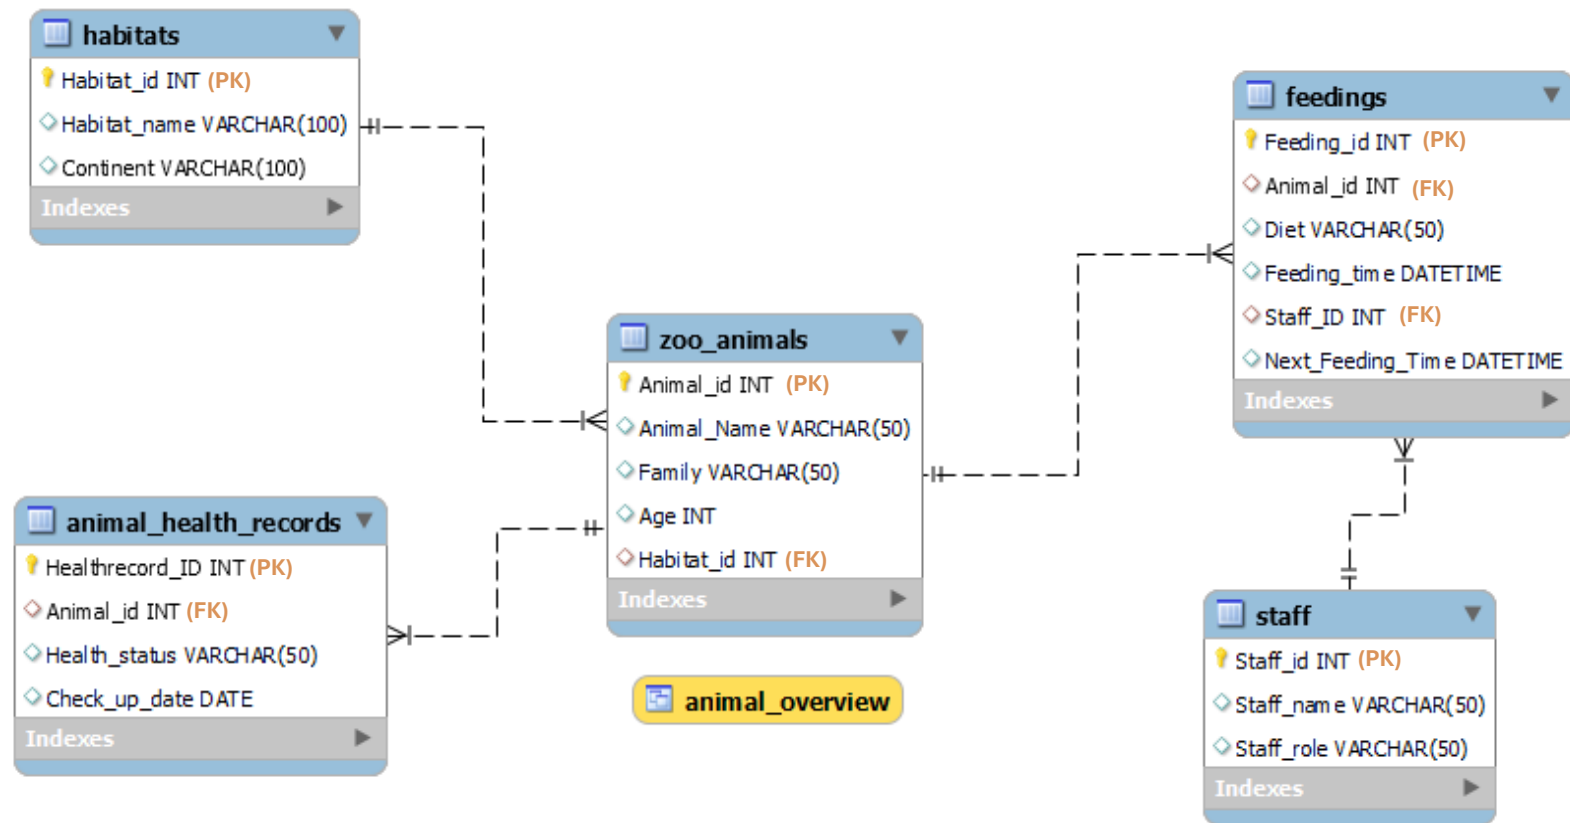 habitats
Habitat_id INT (PK)
Habitat_name VARCHAR(100)
Continent VARCHAR(100)
Indexes
feedings
Feeding_id INT (PK)
Animal_id INT (FK)
Diet VARCHAR(50)
Feeding_time DATETIME
Staff_ID INT (FK)
Next_Feeding_Time DATETIME
Indexes
zoo_animals
Animal_id INT (PK)
Animal_Name VARCHAR(50)
Family VARCHAR(50)
Age INT
Habitat_id INT (FK)
Indexes
animal_health_records
Healthrecord_ID INT (PK)
Animal_id INT (FK)
Health_status VARCHAR(50)
Check_up_date DATE
Indexes
animal_overview
staff
Staff_id INT (PK)
Staff_name VARCHAR(50)
Staff_role VARCHAR(50)
Indexes